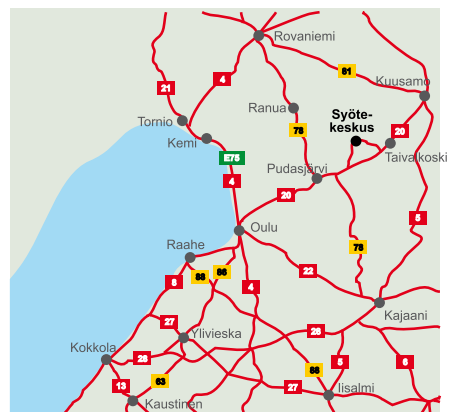 Rovaniemi
81
Kuusamo
21
4
Ranua
78
Syöte-
keskus
Tornio
20
Kemi
Taivalkoski
E75
4
Pudasjärvi
20
5
Oulu
Raahe
78
88
86
22
8
4
Kajaani
27
Ylivieska
28
Kokkola
28
5
6
88
63
13
27
Iisalmi
Kaustinen